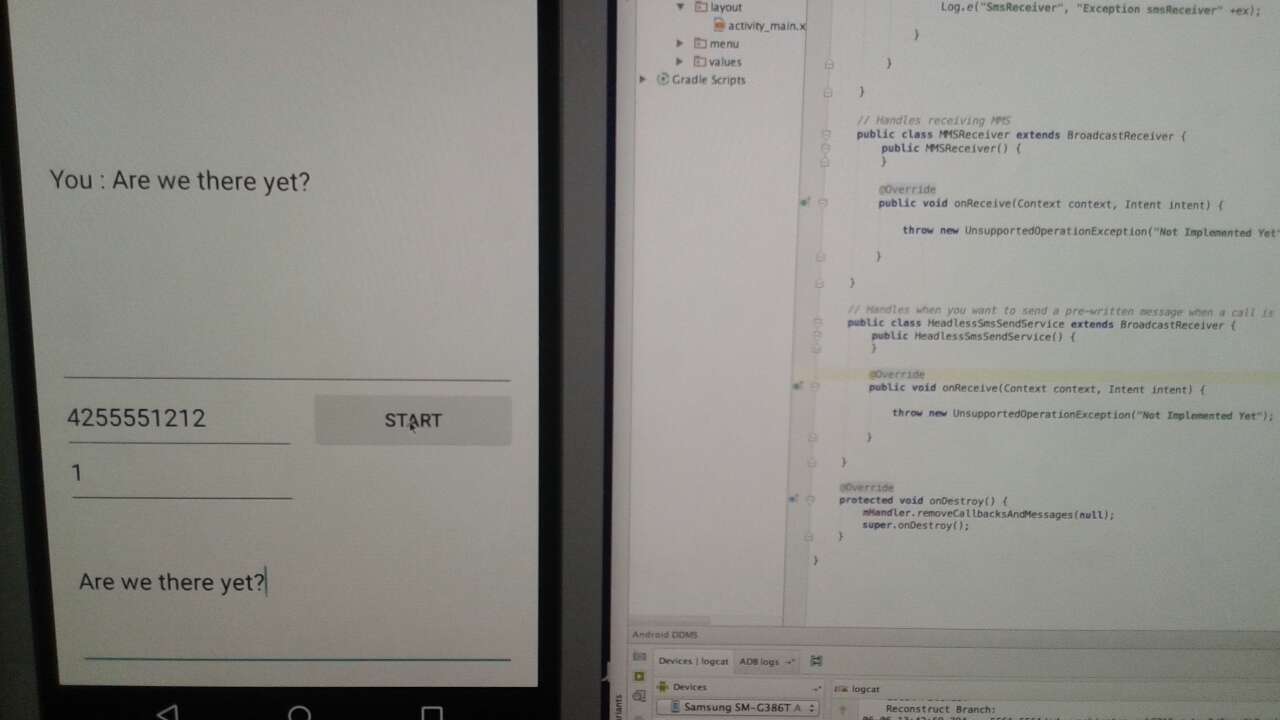 You : Are we there yet?
4255551212
START
1
Are we there yet?
layout
activity_main.x
menu
values
Gradle Scripts
Log.e("SmsReceiver", "Exception smsReceiver" +ex);
}
}
}
// Handles receiving MMS
public class MMSReceiver extends BroadcastReceiver {
public MMSReceiver() {
}
@Override
public void onReceive(Context context, Intent intent) {
throw new UnsupportedOperationException("Not Implemented Yet"
}
}
// Handles when you want to send a pre-written message when a call is
public class HeadlessSmsSendService extends BroadcastReceiver {
public HeadlessSmsSendService() {
}
@Override
public void onReceive(Context context, Intent intent) {
throw new UnsupportedOperationException("Not Implemented Yet");
}
}
@Override
protected void onDestroy() {
mHandler.removeCallbacksAndMessages(null);
super.onDestroy();
}
}
Android DDMS
Devices | logcat ADB logs
Devices
logcat
Samsung SM-G386T A
Reconstruct Branch: